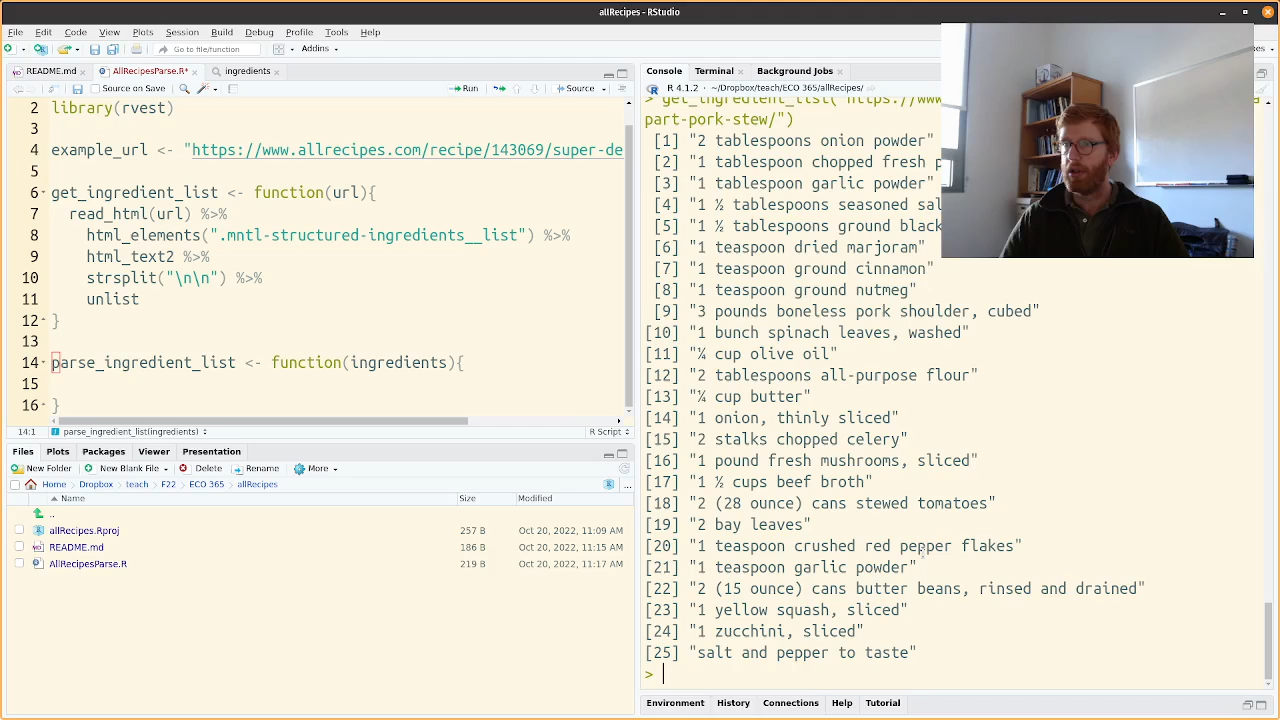 allRecipes - RStudio
File Edit Code View Plots Session Build Debug Profile Tools Help
Go to file/function Addins
README.md AllRecipesParse.R* ingredients
Source on Save Run Source
2 library(rvest)
3
4 example_url <- "https://www.allrecipes.com/recipe/143069/super-de
5
6 get_ingredient_list <- function(url){
7 read_html(url) %>%
8 html_elements(".mntl-structured-ingredients__list") %>%
9 html_text2 %>%
10 strsplit("\n\n") %>%
11 unlist
12 }
13
14 parse_ingredient_list <- function(ingredients){
15
16 }
14:1 parse_ingredient_list(ingredients) R Script
Files Plots Packages Viewer Presentation
New Folder New Blank File Delete Rename More
Home Dropbox teach F22 ECO 365 allRecipes
Name Size Modified
..
allRecipes.Rproj 257 B Oct 20, 2022, 11:09 AM
README.md 186 B Oct 20, 2022, 11:15 AM
AllRecipesParse.R 219 B Oct 20, 2022, 11:17 AM
Console Terminal Background Jobs
R 4.1.2 · ~/Dropbox/teach/ECO 365/allRecipes/
> get_ingredient_list("https://www
part-pork-stew/")
[1] "2 tablespoons onion powder"
[2] "1 tablespoon chopped fresh p
[3] "1 tablespoon garlic powder"
[4] "1 ½ tablespoons seasoned sal
[5] "1 ½ tablespoons ground black
[6] "1 teaspoon dried marjoram"
[7] "1 teaspoon ground cinnamon"
[8] "1 teaspoon ground nutmeg"
[9] "3 pounds boneless pork shoulder, cubed"
[10] "1 bunch spinach leaves, washed"
[11] "¼ cup olive oil"
[12] "2 tablespoons all-purpose flour"
[13] "¼ cup butter"
[14] "1 onion, thinly sliced"
[15] "2 stalks chopped celery"
[16] "1 pound fresh mushrooms, sliced"
[17] "1 ½ cups beef broth"
[18] "2 (28 ounce) cans stewed tomatoes"
[19] "2 bay leaves"
[20] "1 teaspoon crushed red pepper flakes"
[21] "1 teaspoon garlic powder"
[22] "2 (15 ounce) cans butter beans, rinsed and drained"
[23] "1 yellow squash, sliced"
[24] "1 zucchini, sliced"
[25] "salt and pepper to taste"
>
Environment History Connections Help Tutorial